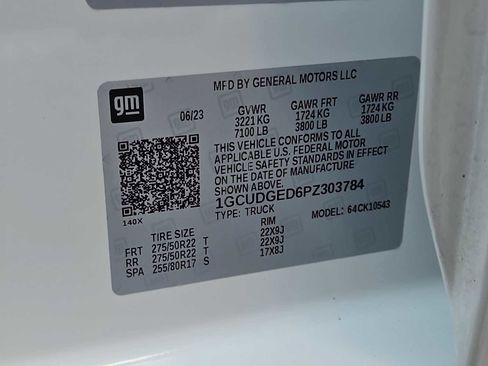 MFD BY GENERAL MOTORS LLC
gm
06/23 GVWR GAWR FRT GAWR RR
3221 KG 1724 KG 1724 KG
7100 LB 3800 LB 3800 LB
THIS VEHICLE CONFORMS TO ALL
APPLICABLE U.S. FEDERAL MOTOR
VEHICLE SAFETY STANDARDS IN EFFECT
ON THE DATE OF MANUFACTURE
1GCUDGED6PZ303784
TYPE: TRUCK MODEL: 64CK10543
140X
TIRE SIZE RIM
FRT 275/50R22 T 22X9J
RR 275/50R22 T 22X9J
SPA 255/80R17 S 17X8J